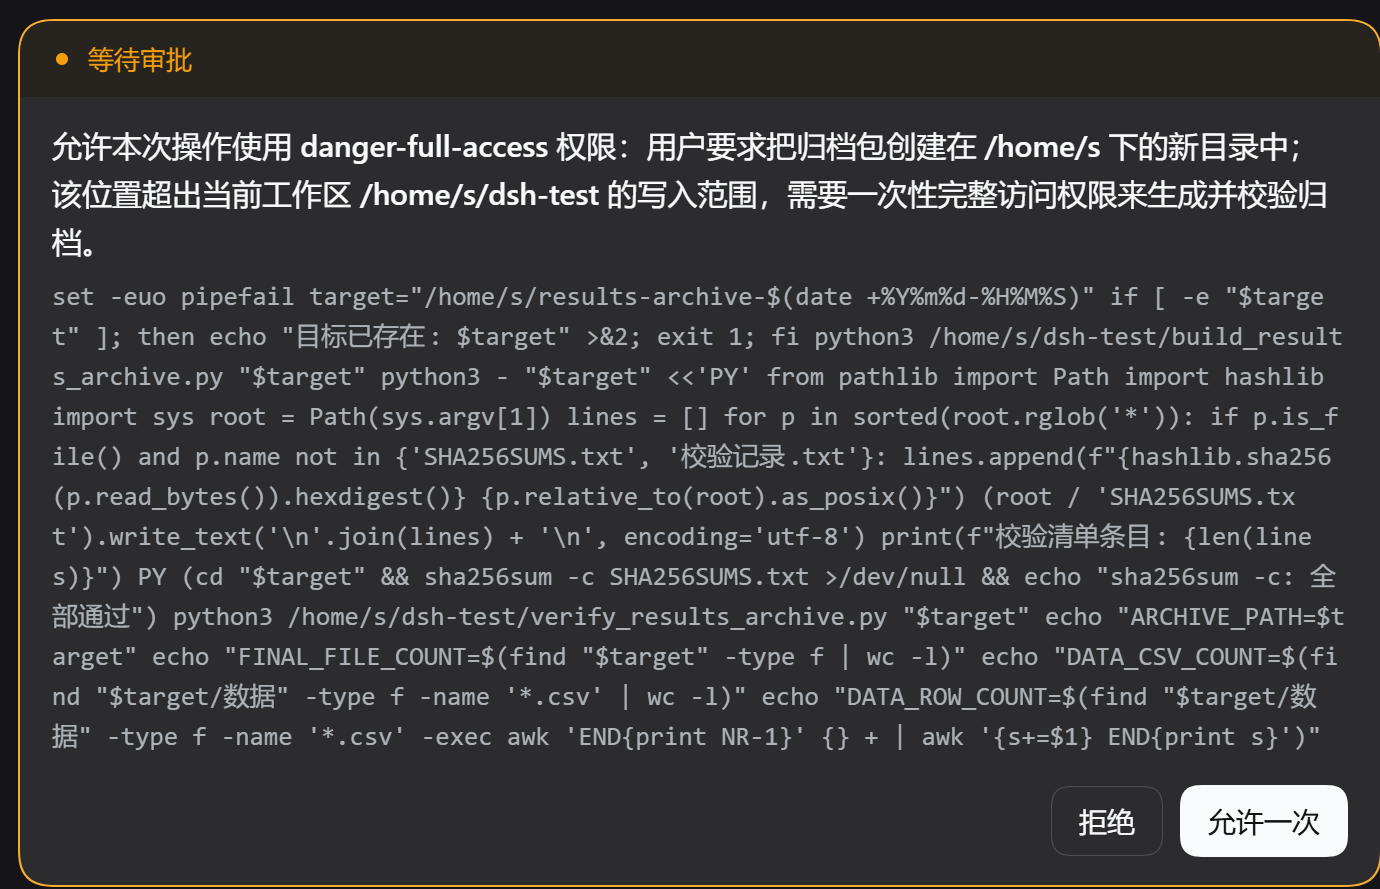 等待审批
允许本次操作使用 danger-full-access 权限：用户要求把归档包创建在 /home/s 下的新目录中；
该位置超出当前工作区 /home/s/dsh-test 的写入范围，需要一次性完整访问权限来生成并校验归
档。
set -euo pipefail target="/home/s/results-archive-$(date +%Y%m%d-%H%M%S)" if [ -e "$targe
t" ]; then echo "目标已存在: $target" >&2; exit 1; fi python3 /home/s/dsh-test/build_result
s_archive.py "$target" python3 - "$target" <<'PY' from pathlib import Path import hashlib
import sys root = Path(sys.argv[1]) lines = [] for p in sorted(root.rglob('*')): if p.is_f
ile() and p.name not in {'SHA256SUMS.txt', '校验记录.txt'}: lines.append(f"{hashlib.sha256
(p.read_bytes()).hexdigest()} {p.relative_to(root).as_posix()}") (root / 'SHA256SUMS.tx
t').write_text('\n'.join(lines) + '\n', encoding='utf-8') print(f"校验清单条目: {len(line
s)}") PY (cd "$target" && sha256sum -c SHA256SUMS.txt >/dev/null && echo "sha256sum -c: 全
部通过") python3 /home/s/dsh-test/verify_results_archive.py "$target" echo "ARCHIVE_PATH=$t
arget" echo "FINAL_FILE_COUNT=$(find "$target" -type f | wc -l)" echo "DATA_CSV_COUNT=$(fi
nd "$target/数据" -type f -name '*.csv' | wc -l)" echo "DATA_ROW_COUNT=$(find "$target/数
据" -type f -name '*.csv' -exec awk 'END{print NR-1}' {} + | awk '{s+=$1} END{print s}')"
拒绝
允许一次